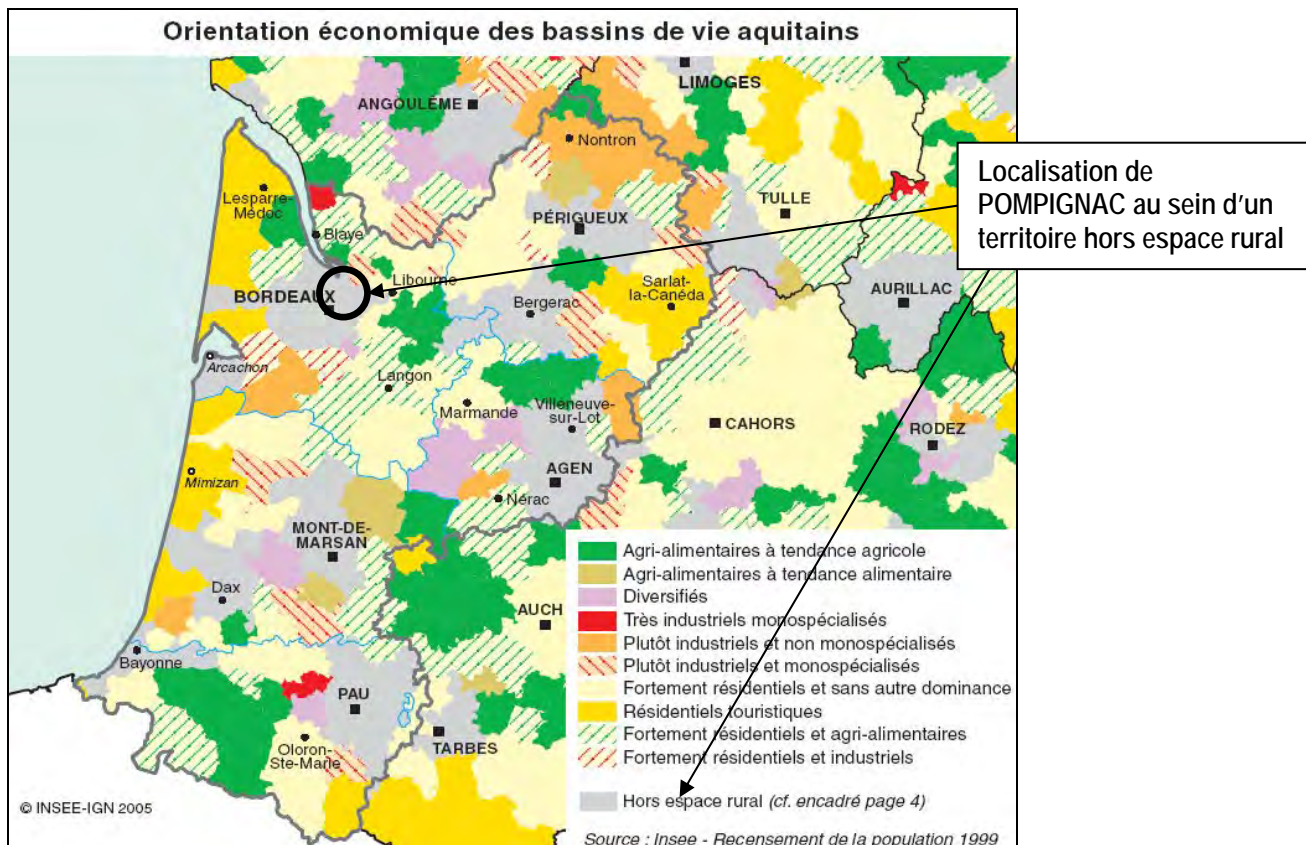 Orientation économique des bassins de vie aquitains
LIMOGES
ANGOULÊME
Nontron
Lesparre-
Médoc
TULLE
PÉRIGUEUX
Blaye
Libourne
Sarlat-
la-Canéda
BORDEAUX
Bergerac
AURILLAC
Arcachon
Langon
Marmande
Villeneuve-
sur-Lot
CAHORS
RODEZ
AGEN
Mimizan
Nérac
MONT-DE-
MARSAN
Dax
AUCH
Bayonne
PAU
TARBES
Oloron-
Ste-Marie
Localisation de
POMPIGNAC au sein d'un
territoire hors espace rural
Agri-alimentaires à tendance agricole
Agri-alimentaires à tendance alimentaire
Diversifiés
Très industriels monospécialisés
Plutôt industriels et non monospécialisés
Plutôt industriels et monospécialisés
Fortement résidentiels et sans autre dominance
Résidentiels touristiques
Fortement résidentiels et agri-alimentaires
Fortement résidentiels et industriels
Hors espace rural (cf. encadré page 4)
© INSEE-IGN 2005
Source : Insee - Recensement de la population 1999